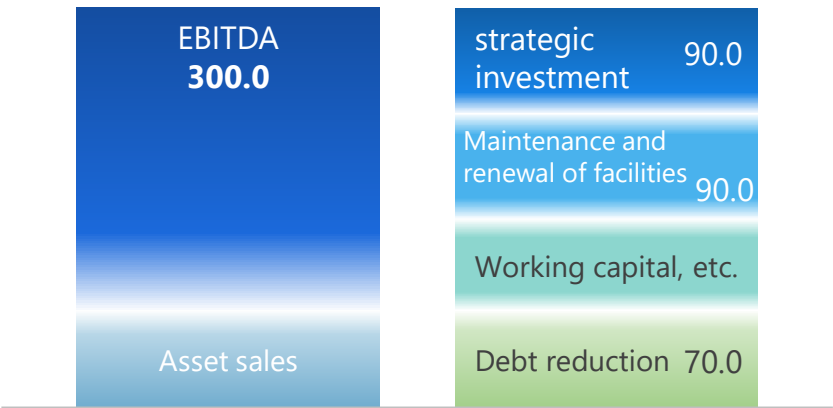 EBITDA
300.0
Asset sales
strategic
investment
90.0
Maintenance and
renewal of facilities
90.0
Working capital, etc.
Debt reduction 70.0